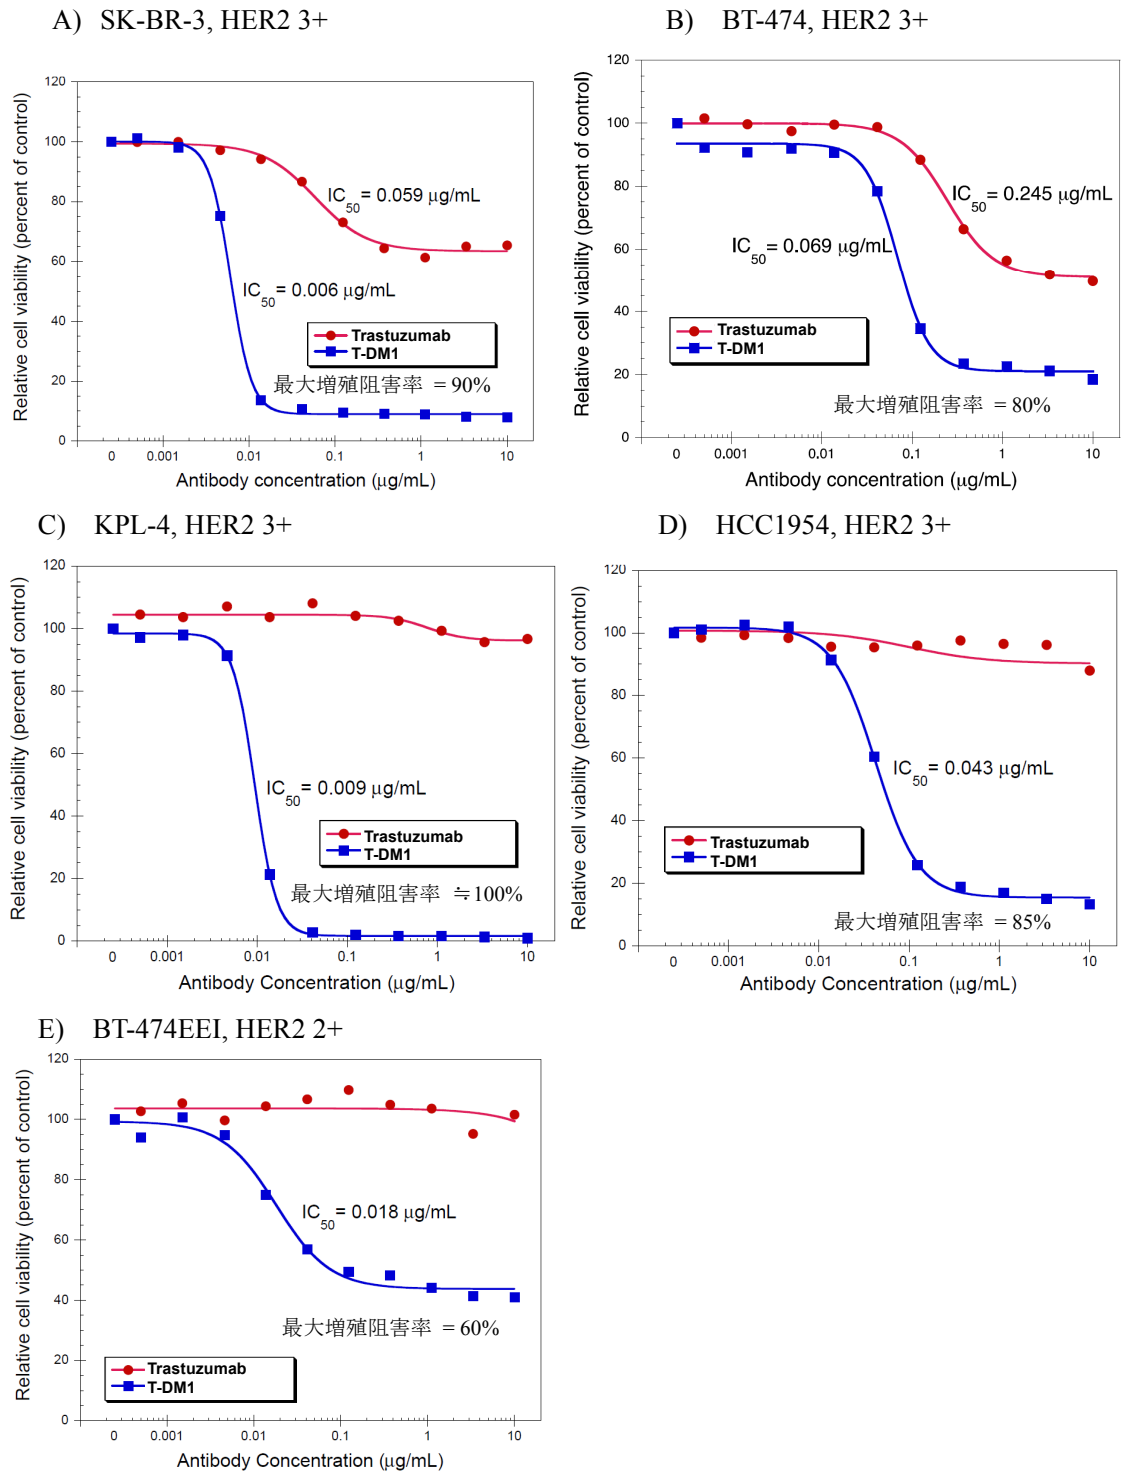 A) SK-BR-3, HER2 3+
Relative cell viability (percent of control)
120
100
80
60
40
20
0
IC50= 0.059 μg/mL
IC50= 0.006 μg/mL
Trastuzumab
T-DM1
最大増殖阻害率 = 90%
0 0.001 0.01 0.1 1 10
Antibody concentration (μg/mL)
B) BT-474, HER2 3+
Relative cell viability (percent of control)
120
100
80
60
40
20
0
IC50= 0.245 μg/mL
IC50= 0.069 μg/mL
Trastuzumab
T-DM1
最大増殖阻害率 = 80%
0 0.001 0.01 0.1 1 10
Antibody concentration (μg/mL)
C) KPL-4, HER2 3+
Relative cell viability (percent of control)
120
100
80
60
40
20
0
IC50= 0.009 μg/mL
Trastuzumab
T-DM1
最大増殖阻害率 ≒100%
0 0.001 0.01 0.1 1 10
Antibody Concentration (μg/mL)
D) HCC1954, HER2 3+
Relative cell viability (percent of control)
120
100
80
60
40
20
0
IC50= 0.043 μg/mL
Trastuzumab
T-DM1
最大増殖阻害率 = 85%
0 0.001 0.01 0.1 1 10
Antibody Concentration (μg/mL)
E) BT-474EEI, HER2 2+
Relative cell viability (percent of control)
120
100
80
60
40
20
0
IC50= 0.018 μg/mL
最大増殖阻害率 = 60%
Trastuzumab
T-DM1
0 0.001 0.01 0.1 1 10
Antibody Concentration (μg/mL)